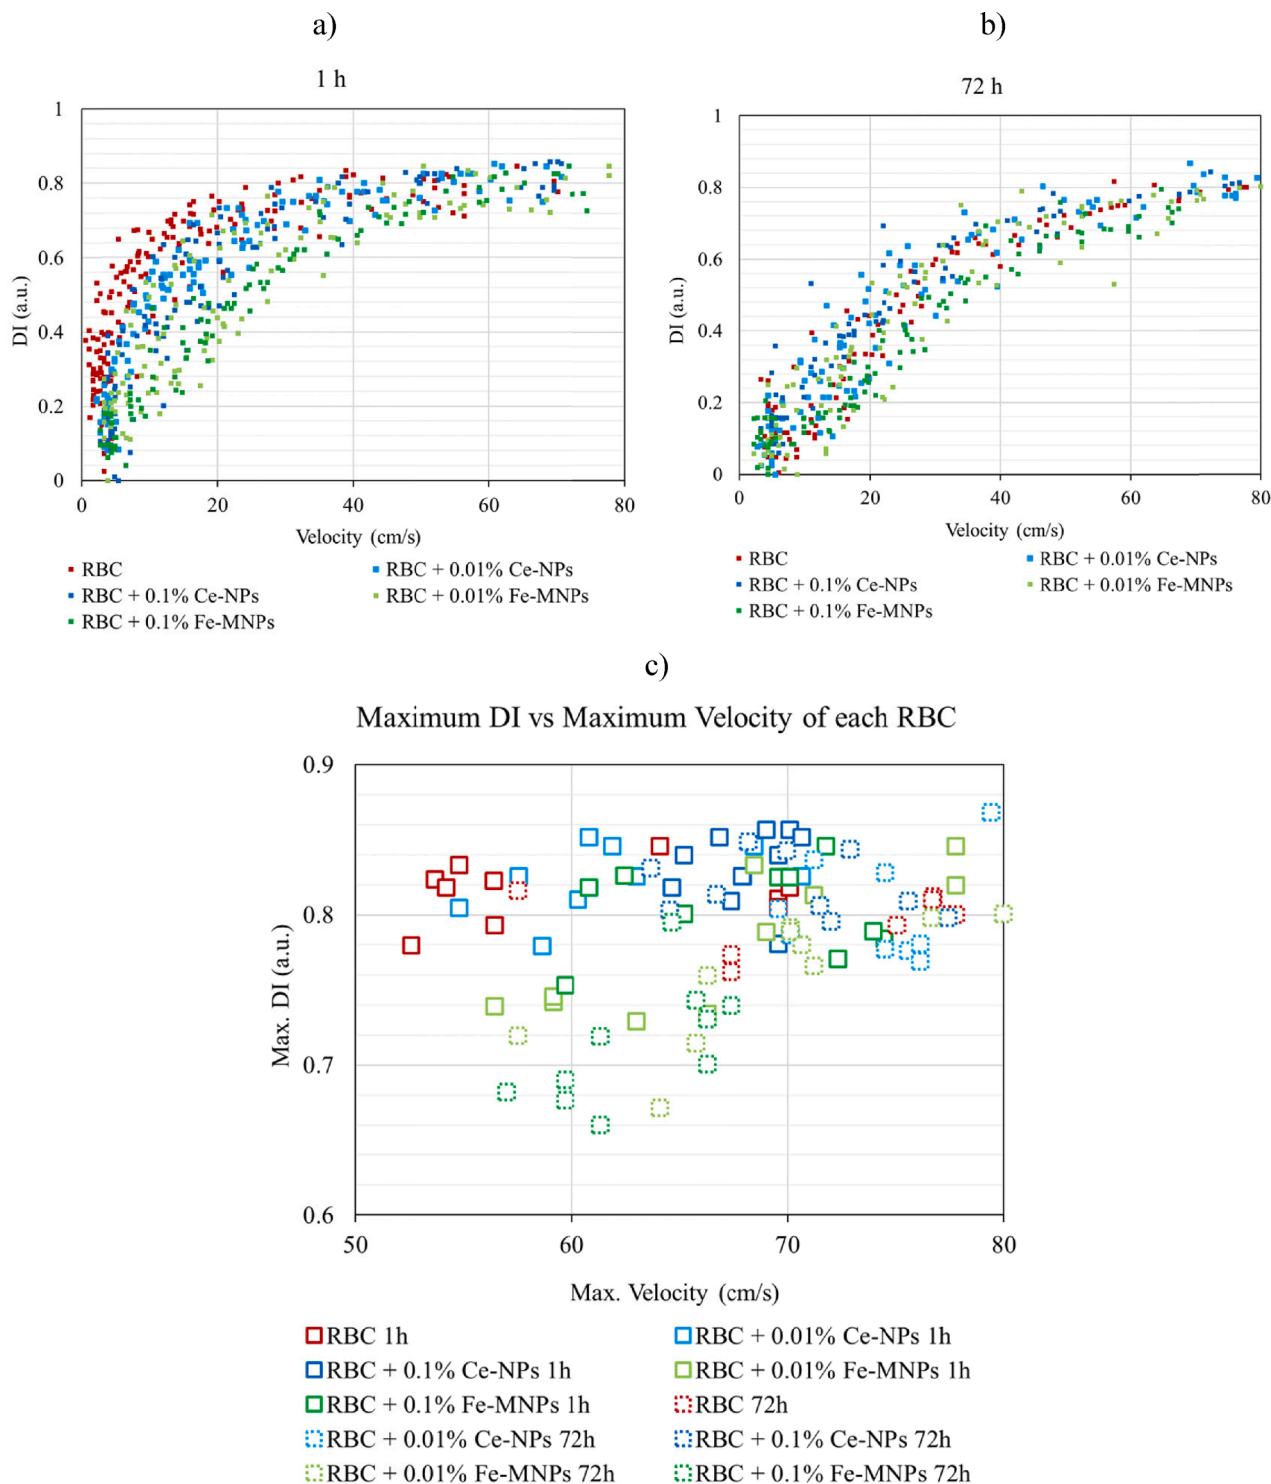 a)
b)
1 h
72 h
1
0.8
0.6
0.4
0.2
0
DI (a.u.)
0 20 40 60 80
Velocity (cm/s)
1
0.8
0.6
0.4
0.2
0
DI (a.u.)
0 20 40 60 80
Velocity (cm/s)
RBC
RBC + 0.01% Ce-NPs
RBC + 0.1% Ce-NPs
RBC + 0.01% Fe-MNPs
RBC + 0.1% Fe-MNPs
RBC
RBC + 0.01% Ce-NPs
RBC + 0.1% Ce-NPs
RBC + 0.01% Fe-MNPs
RBC + 0.1% Fe-MNPs
c)
Maximum DI vs Maximum Velocity of each RBC
0.9
0.8
0.7
0.6
Max. DI (a.u.)
50 60 70 80
Max. Velocity (cm/s)
RBC 1h
RBC + 0.01% Ce-NPs 1h
RBC + 0.1% Ce-NPs 1h
RBC + 0.01% Fe-MNPs 1h
RBC + 0.1% Fe-MNPs 1h
RBC 72h
RBC + 0.01% Ce-NPs 72h
RBC + 0.1% Ce-NPs 72h
RBC + 0.01% Fe-MNPs 72h
RBC + 0.1% Fe-MNPs 72h